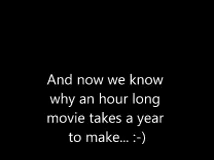 And now we know
why an hour long
movie takes a year
to make... :-)